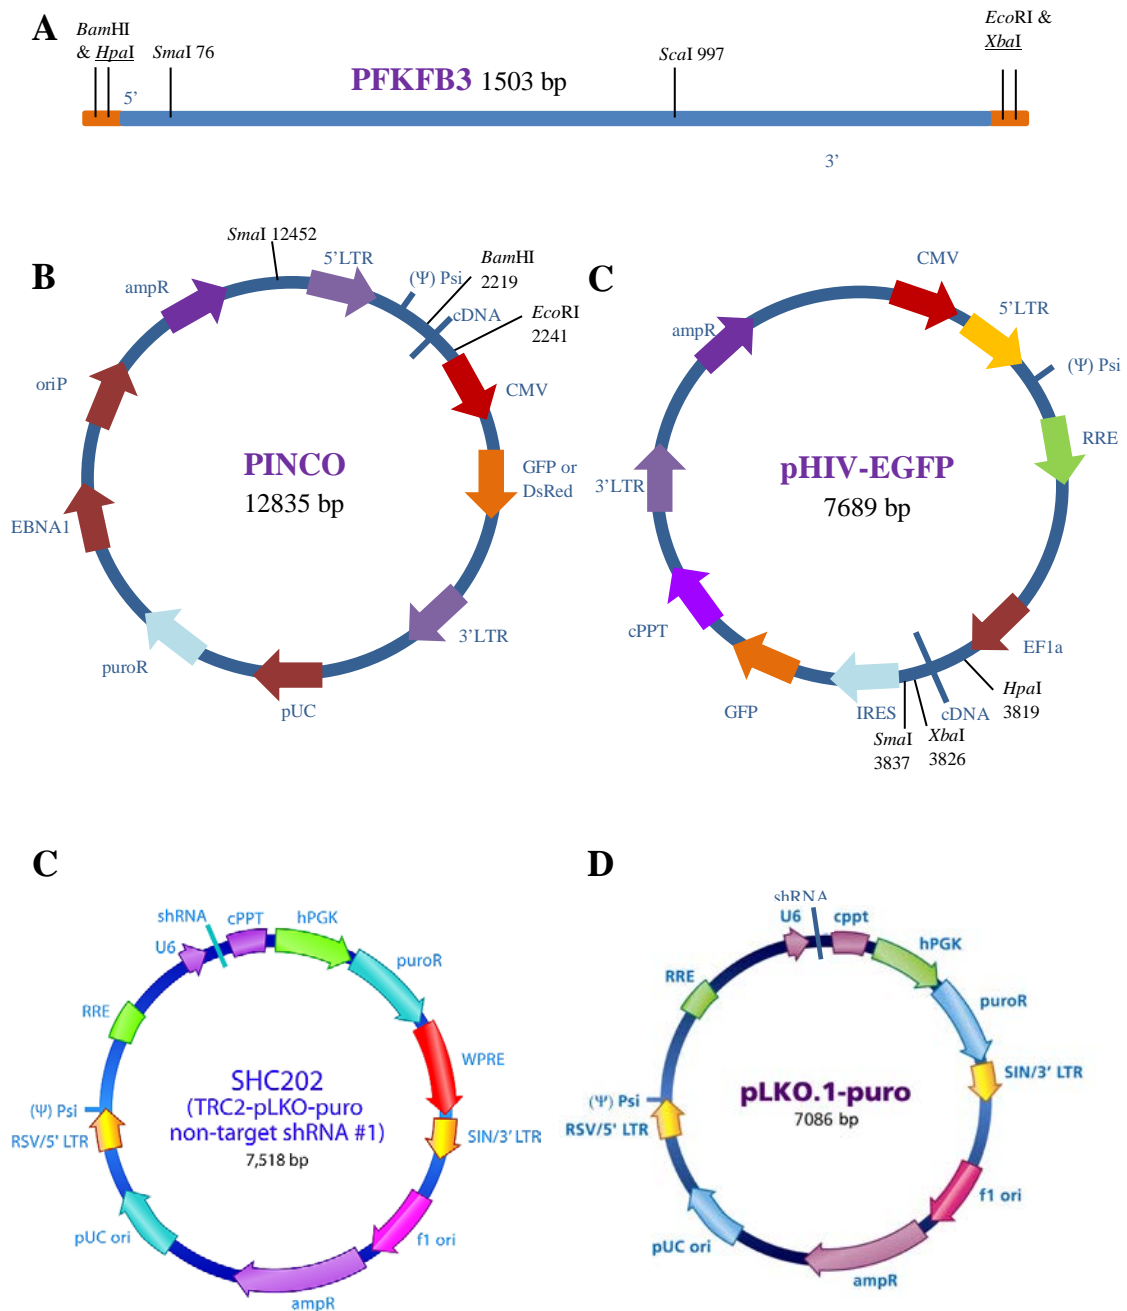 A
BamHI
& HpaI
SmaI 76
PFKFB3 1503 bp
ScaI 997
EcoRI &
XbaI
5’
3’
B
SmaI 12452
5’LTR
(Ψ) Psi
BamHI
2219
cDNA
EcoRI
2241
ampR
oriP
CMV
PINCO
12835 bp
GFP or
DsRed
EBNA1
puroR
pUC
3’LTR
C
CMV
5’LTR
(Ψ) Psi
ampR
RRE
pHIV-EGFP
7689 bp
3’LTR
cPPT
GFP
IRES
EF1a
HpaI
3819
cDNA
XbaI
3826
SmaI
3837
C
shRNA
cPPT
hPGK
U6
puroR
RRE
WPRE
SHC202
(TRC2-pLKO-puro
non-target shRNA #1)
7,518 bp
(Ψ) Psi
RSV/5' LTR
SIN/3' LTR
pUC ori
f1 ori
ampR
D
shRNA
U6
cppt
hPGK
RRE
puroR
SIN/3' LTR
pLKO.1-puro
7086 bp
(Ψ) Psi
RSV/5' LTR
f1 ori
pUC ori
ampR